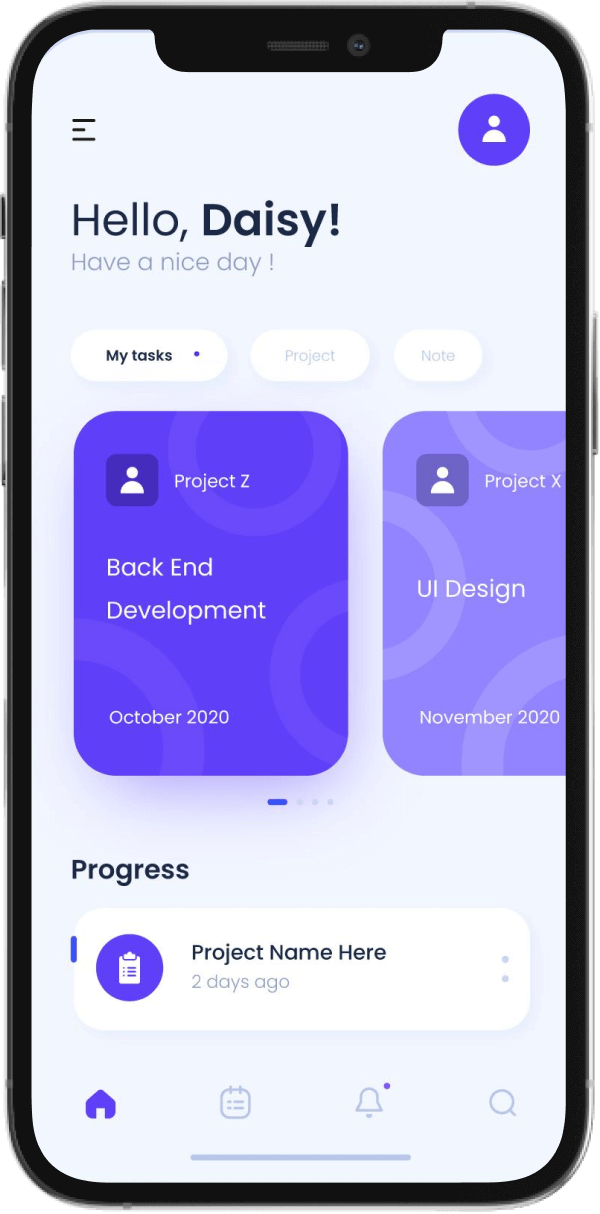 Hello, Daisy!
Have a nice day !
My tasks
Project
Note
Project Z
Back End
Development
October 2020
Project X
UI Design
November 2020
Progress
Project Name Here
2 days ago